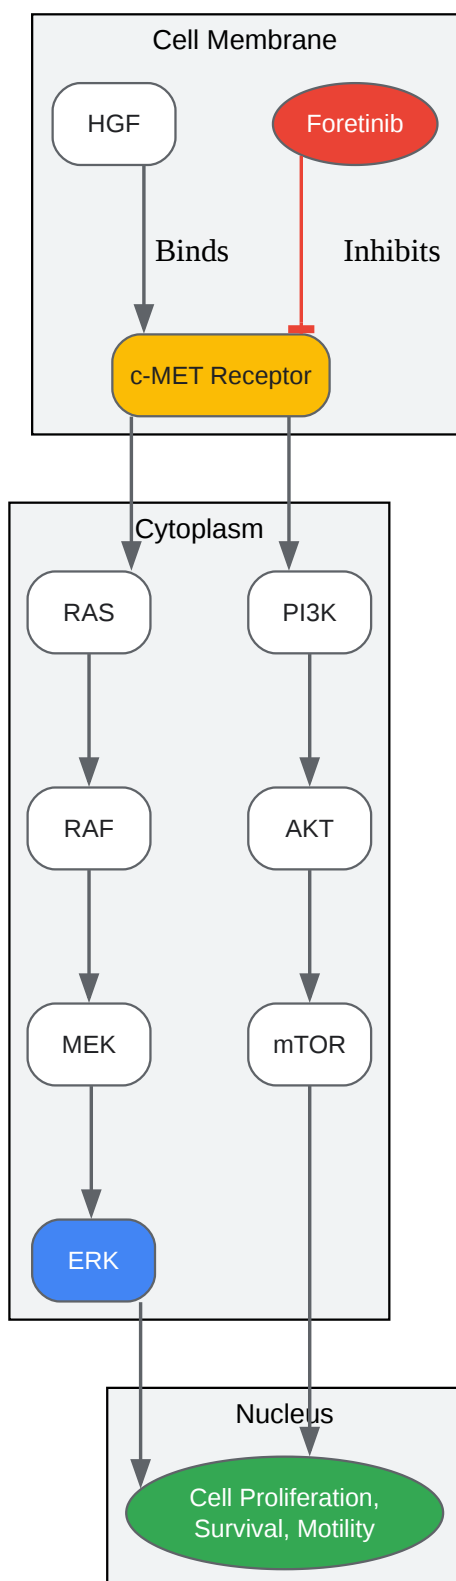 Cell Membrane
HGF
Foretinib
Binds
Inhibits
c-MET Receptor
Cytoplasm
RAS
PI3K
RAF
AKT
MEK
mTOR
ERK
Nucleus
Cell Proliferation,
Survival, Motility